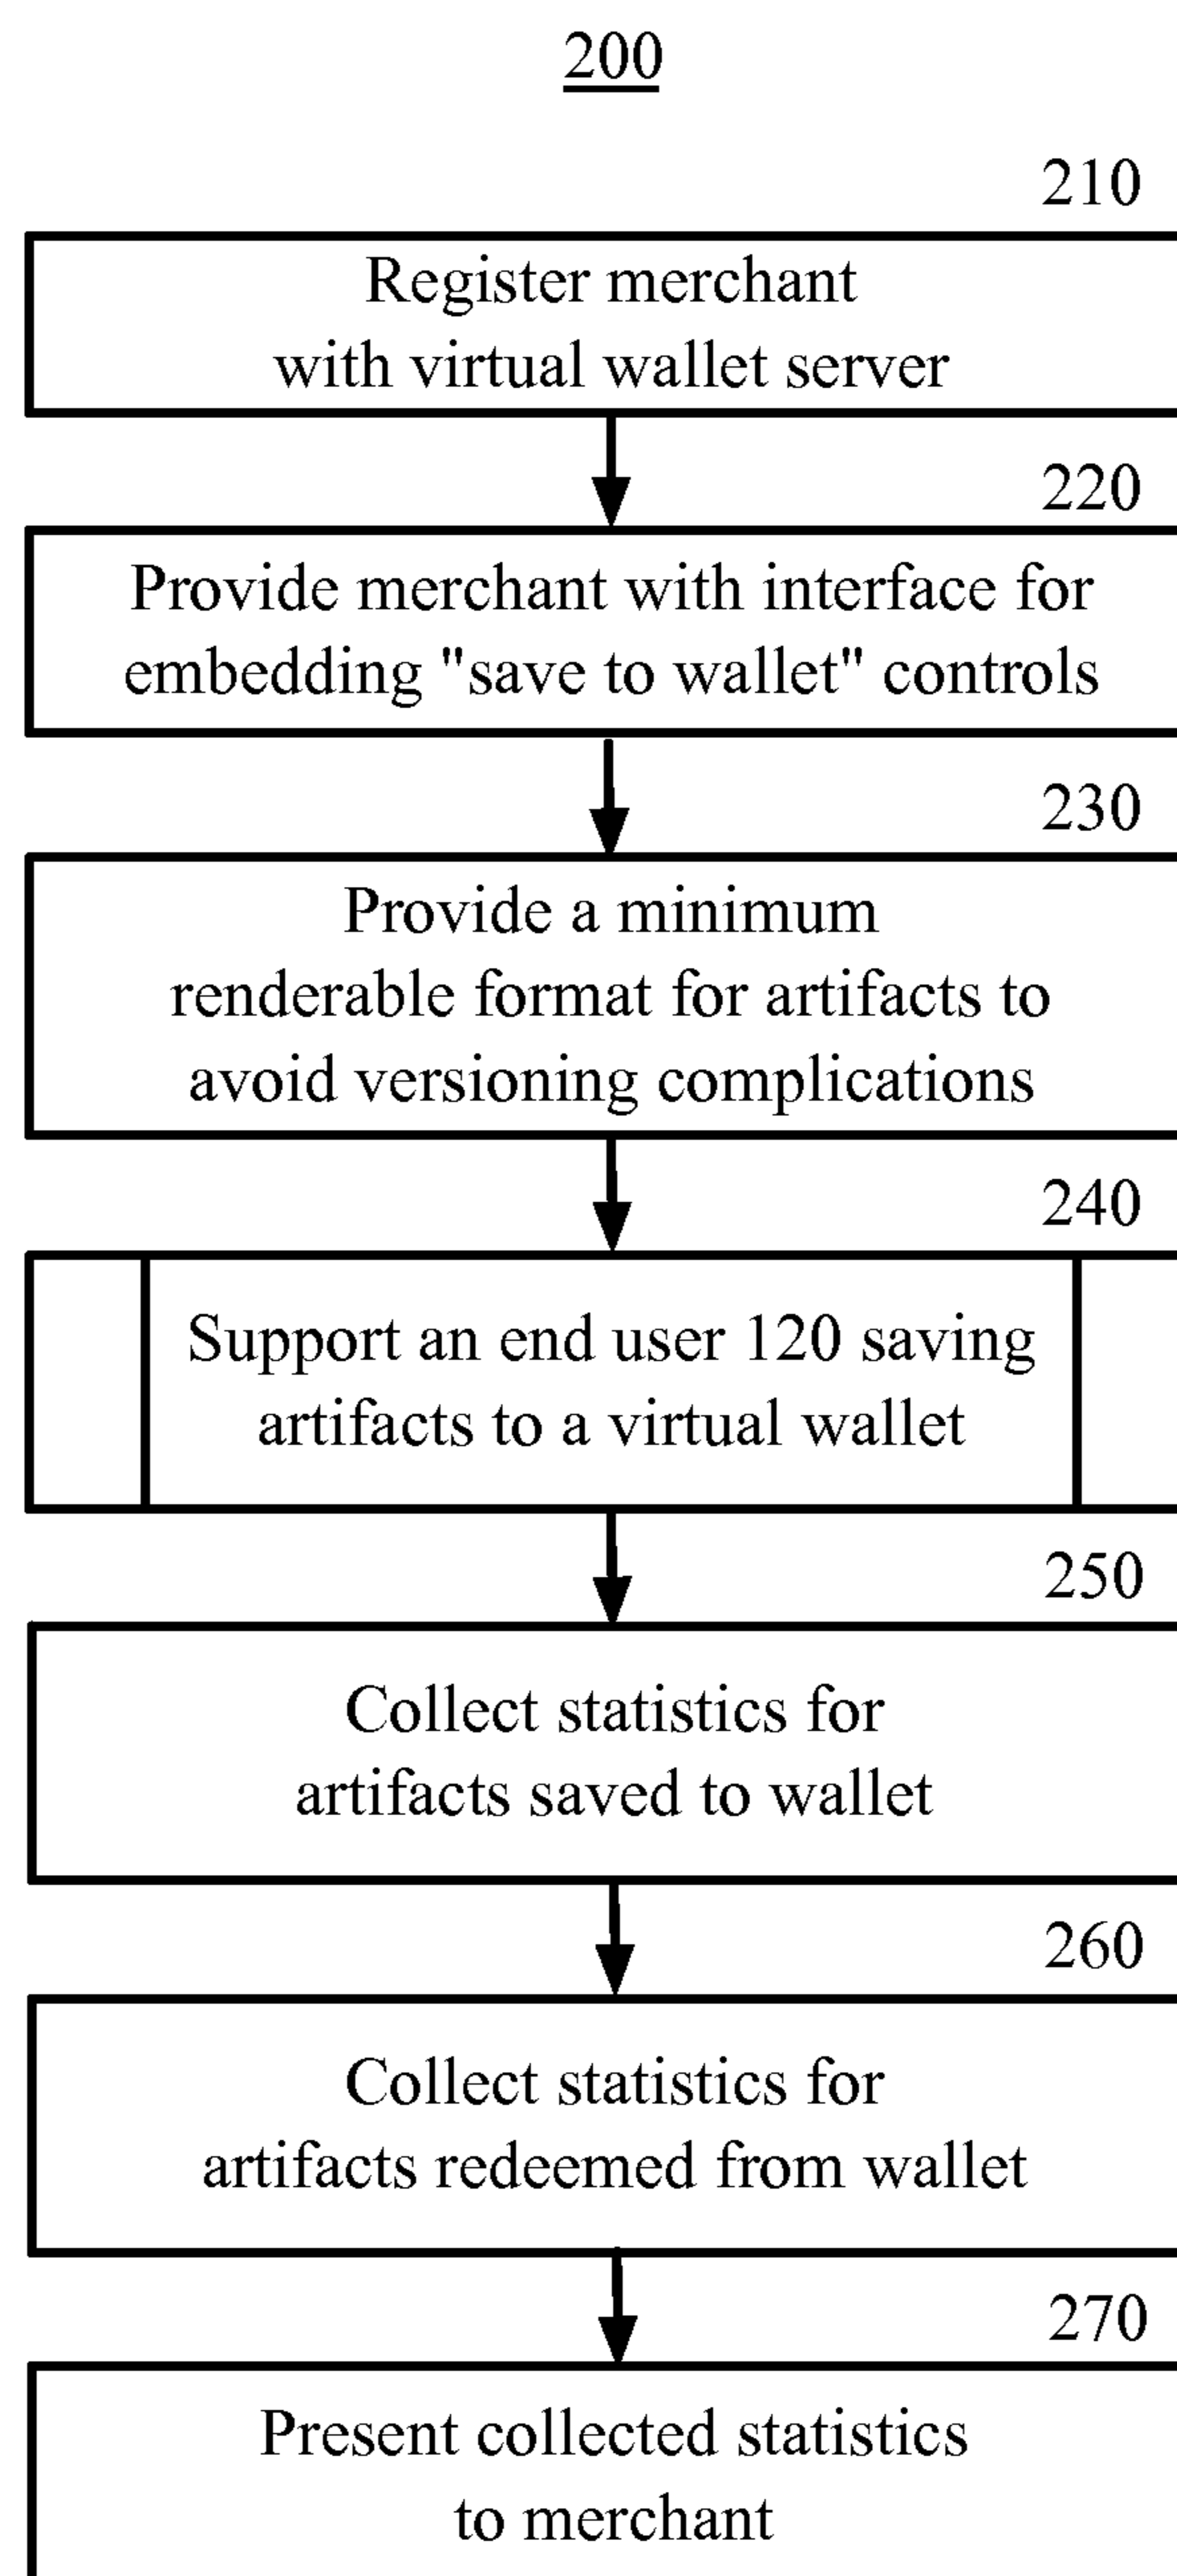 200
210
Register merchant
with virtual wallet server
220
Provide merchant with interface for
embedding "save to wallet" controls
230
Provide a minimum
renderable format for artifacts to
avoid versioning complications
240
Support an end user 120 saving
artifacts to a virtual wallet
250
Collect statistics for
artifacts saved to wallet
260
Collect statistics for
artifacts redeemed from wallet
270
Present collected statistics
to merchant